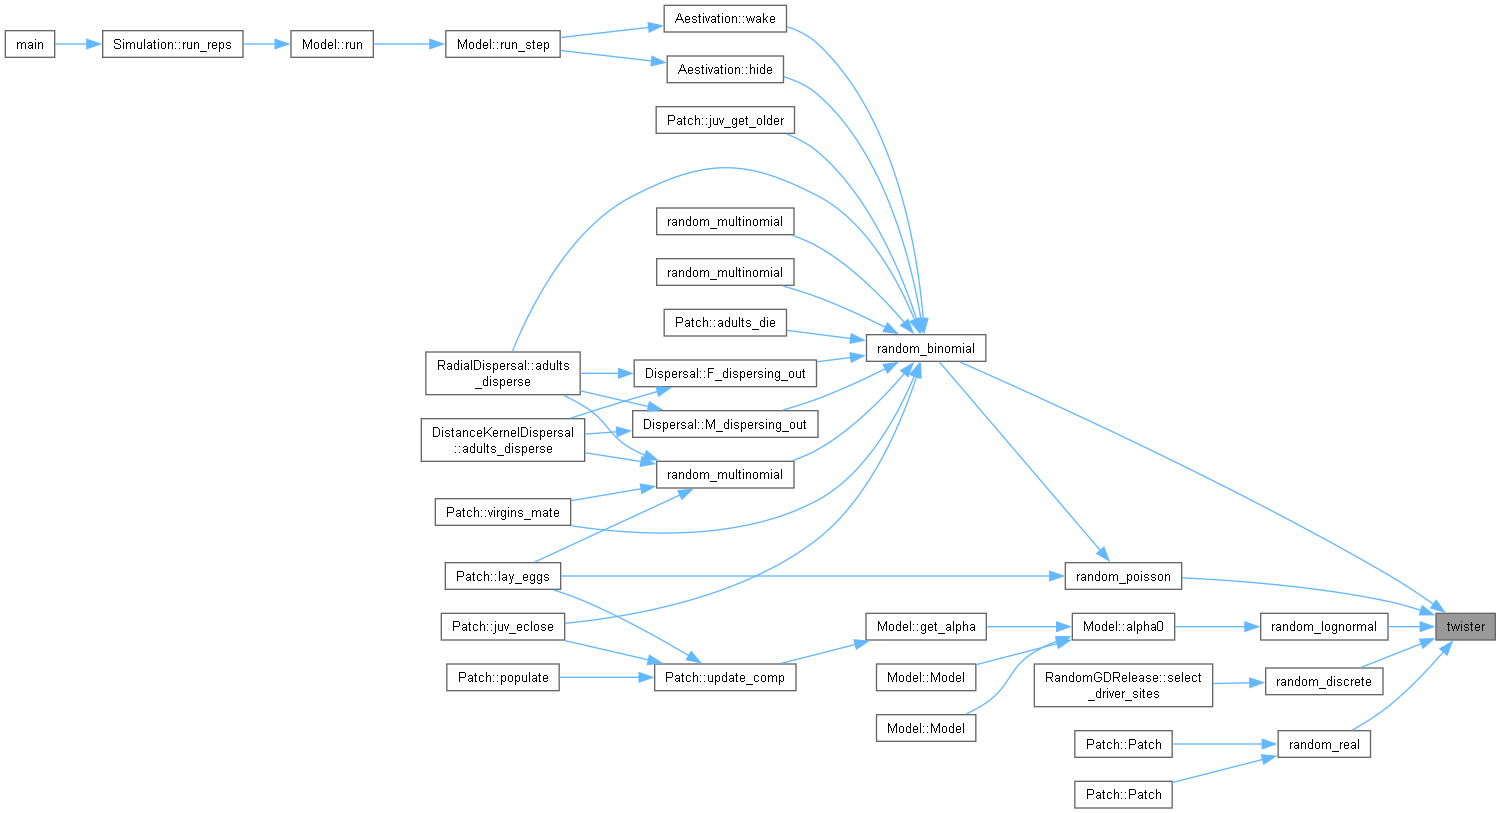 Aestivation::wake
main
Simulation::run_reps
Model::run
Model::run_step
Aestivation::hide
Patch::juv_get_older
random_multinomial
random_multinomial
Patch::adults_die
random_binomial
RadialDispersal::adults
_disperse
Dispersal::F_dispersing_out
Dispersal::M_dispersing_out
DistanceKernelDispersal
::adults_disperse
random_multinomial
Patch::virgins_mate
Patch::lay_eggs
random_poisson
Patch::juv_eclose
Model::get_alpha
Model::alpha0
random_lognormal
twister
Patch::populate
Patch::update_comp
Model::Model
RandomGDRelease::select
_driver_sites
random_discrete
Model::Model
Patch::Patch
random_real
Patch::Patch